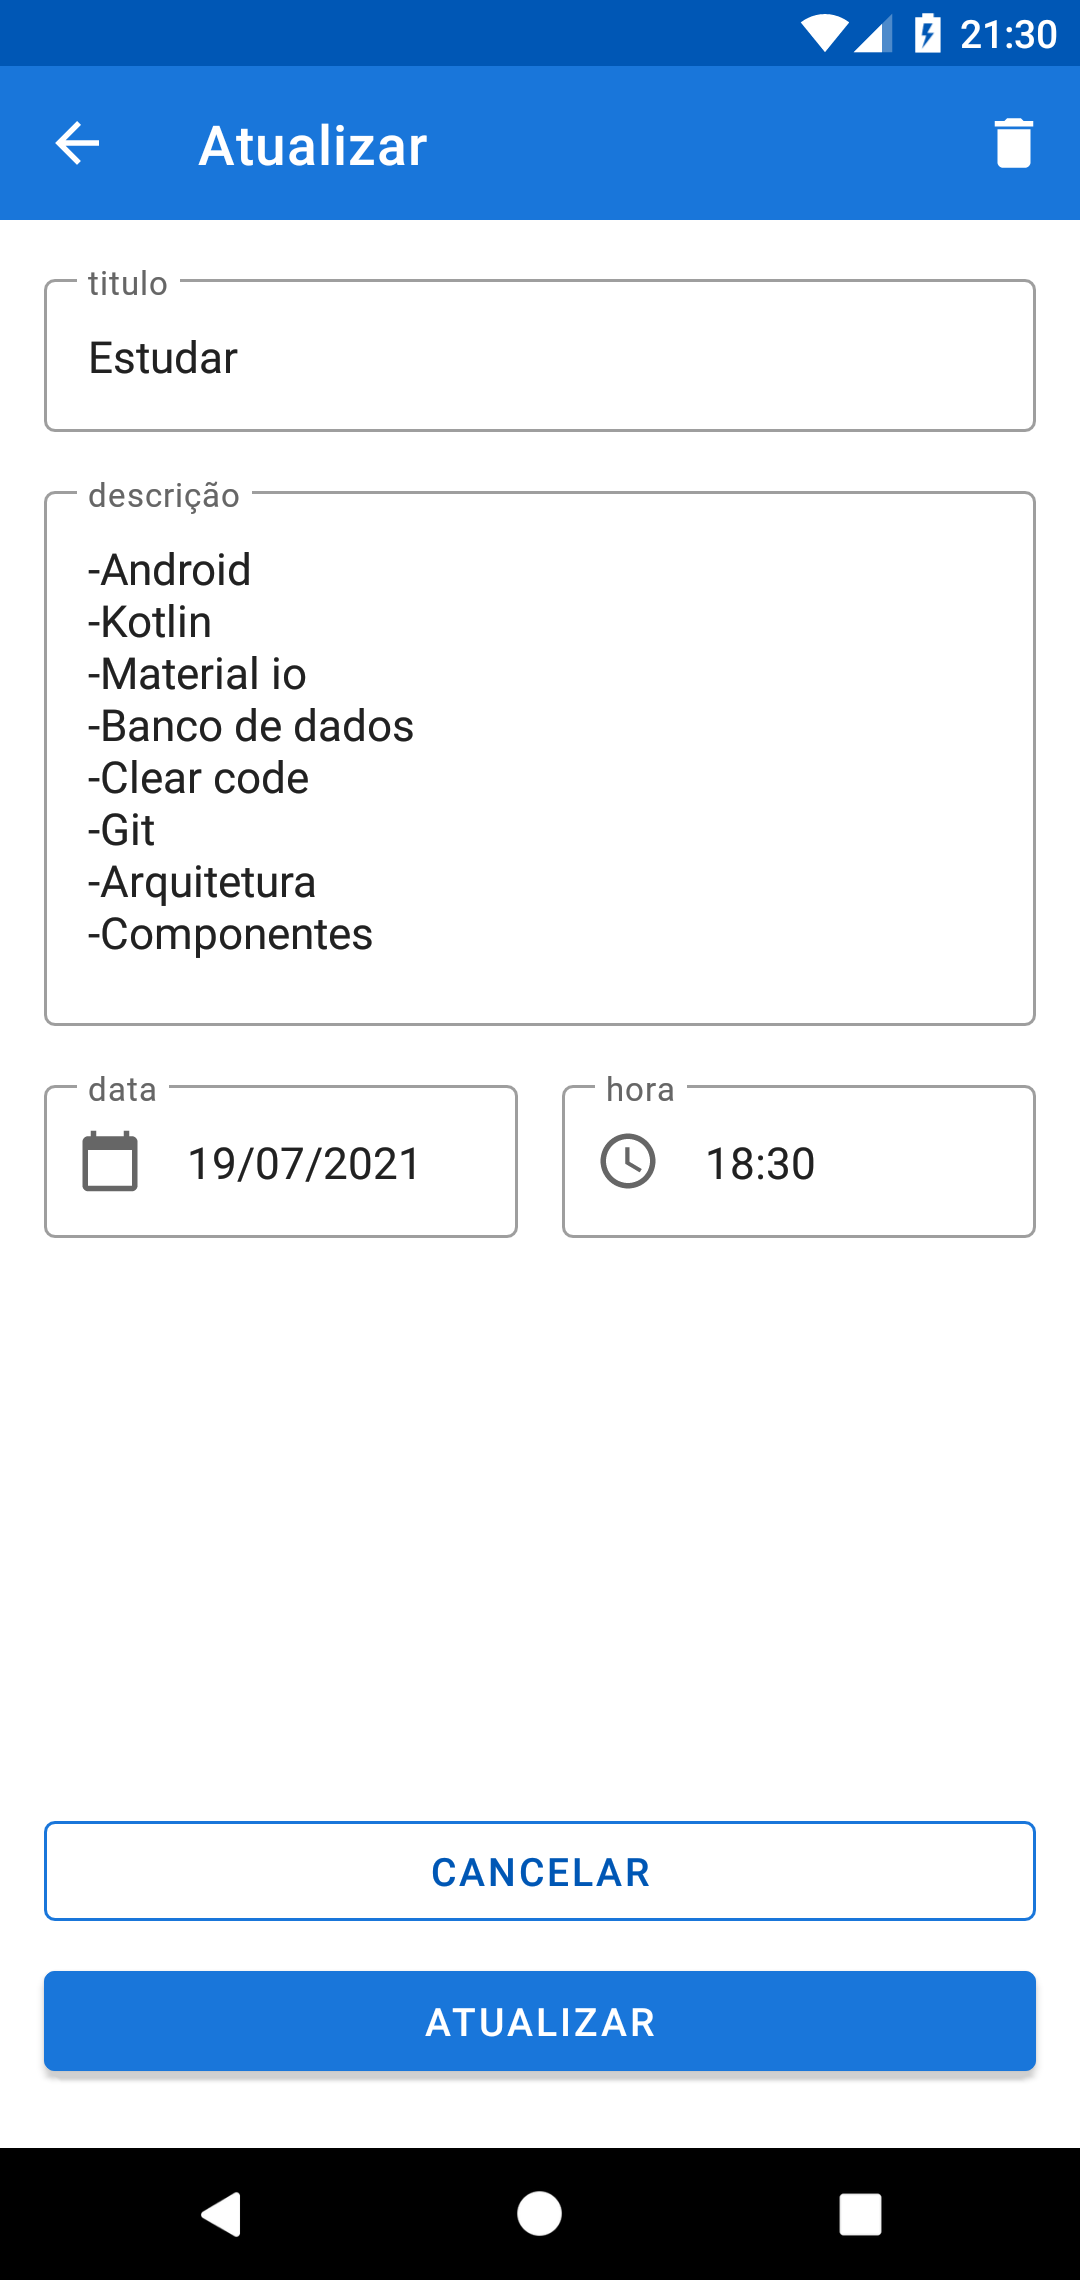 21:30
Atualizar
titulo
Estudar
descrição
-Android
-Kotlin
-Material io
-Banco de dados
-Clear code
-Git
-Arquitetura
-Componentes
data
19/07/2021
hora
18:30
CANCELAR
ATUALIZAR